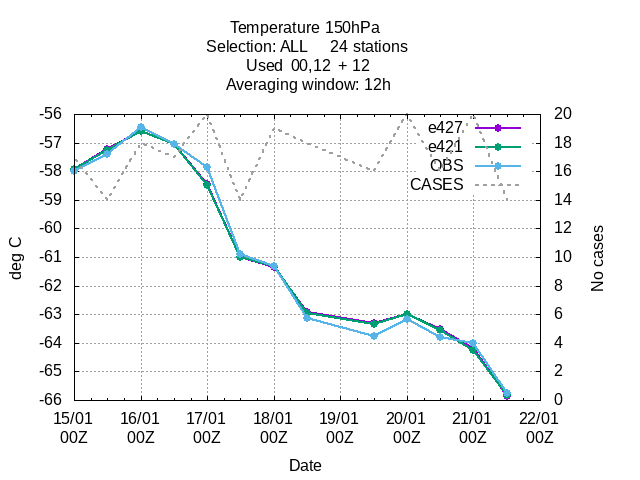 Temperature 150hPa
Selection: ALL 24 stations
Used 00,12 + 12
Averaging window: 12h
-56
-57
-58
-59
-60
-61
-62
-63
-64
-65
-66
deg C
20
18
16
14
12
10
8
6
4
2
0
No cases
e427
e421
OBS
CASES
15/01 16/01 17/01 18/01 19/01 20/01 21/01 22/01
00Z 00Z 00Z 00Z 00Z 00Z 00Z 00Z
Date